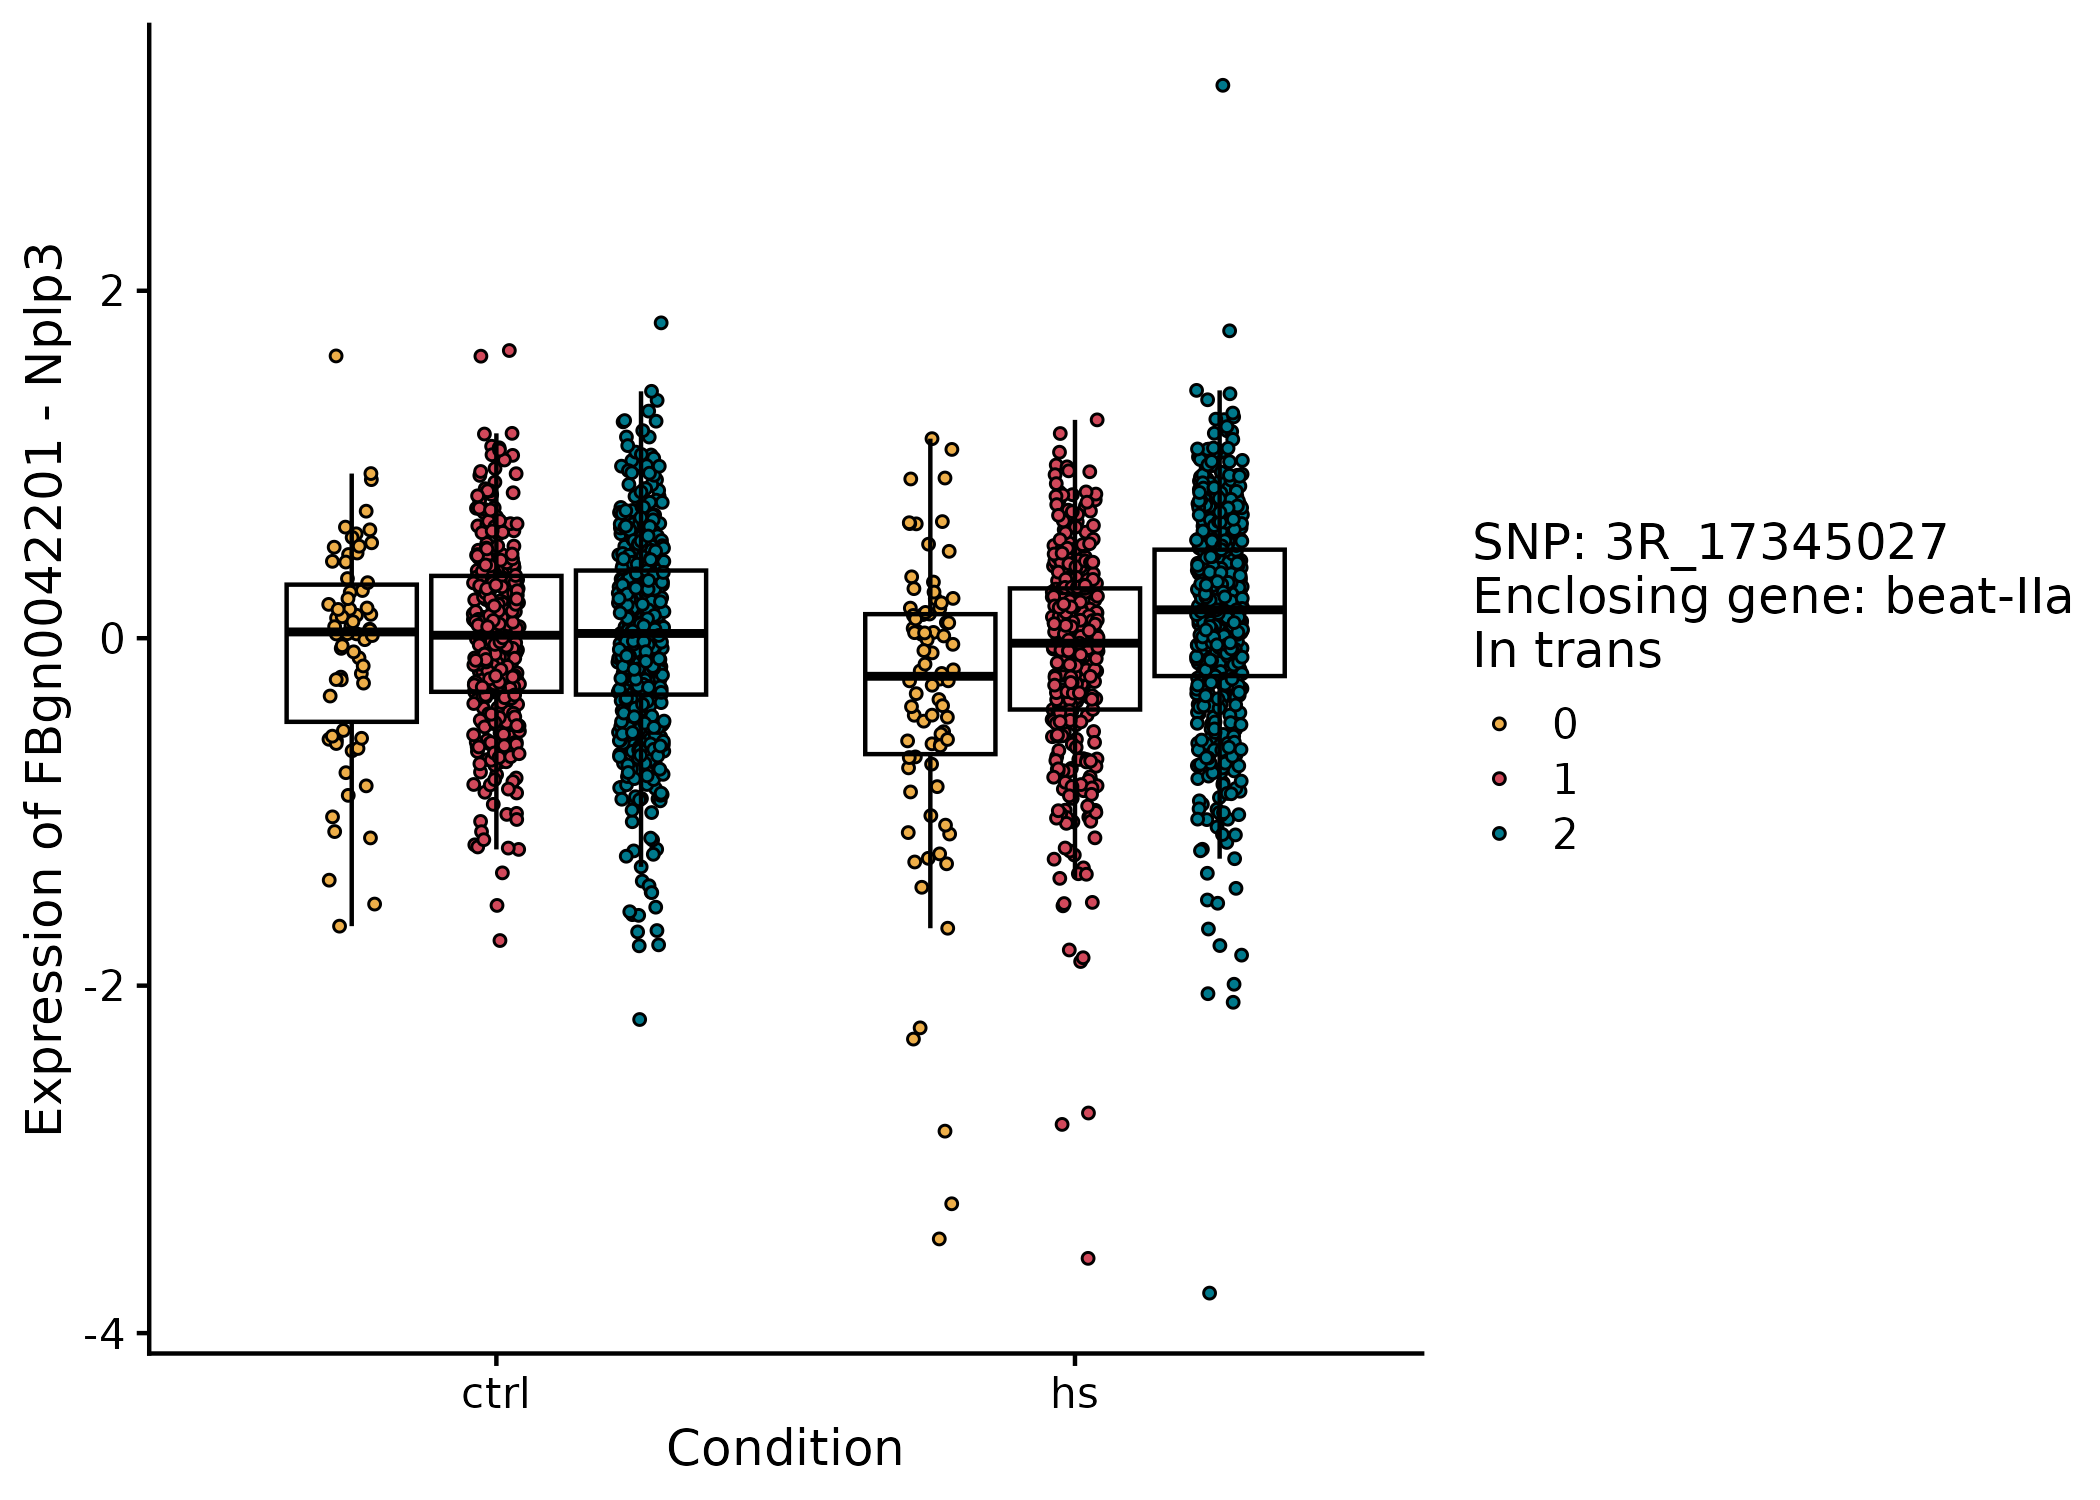 Expression of FBgn0042201 - Nplp3
2
0
-2
-4
ctrl
hs
Condition
SNP: 3R_17345027
Enclosing gene: beat-IIa
In trans
0
1
2